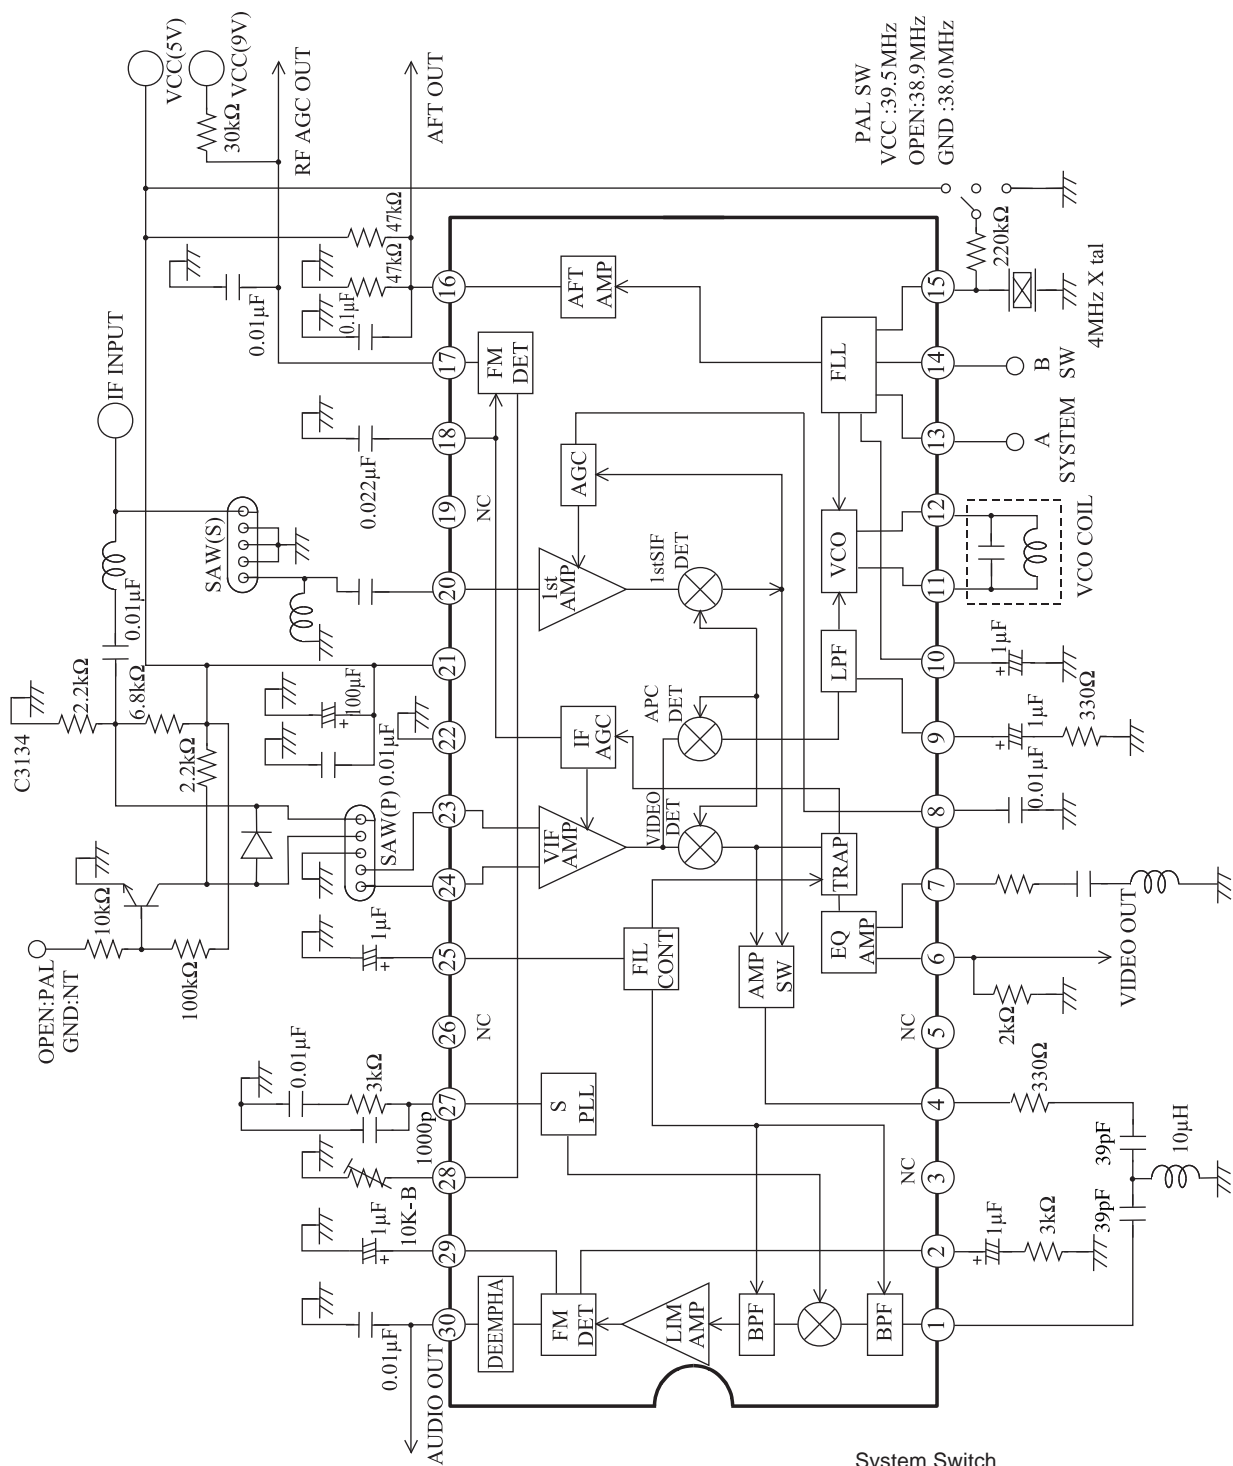 VCC(5V)
VCC(9V)
30kΩ
RF AGC OUT
AFT OUT
PAL SW
VCC :39.5MHz
OPEN:38.9MHz
GND :38.0MHz
IF INPUT
0.01μF
0.1μF
47kΩ
47kΩ
220kΩ
4MHz X tal
C3134
2.2kΩ
0.01μF
SAW(S)
0.022μF
6.8kΩ
2.2kΩ
100μF
0.01μF
SAW(P)
10kΩ
OPEN:PAL
GND:NT
100kΩ
1μF
0.01μF
3kΩ
1000p
10K-B
1μF
0.01μF
AUDIO OUT
16
17
18
19
NC
20
21
22
23
24
25
26
NC
27
28
29
30
AFT
AMP
FM
DET
AGC
1st
AMP
1stSIF
DET
IF
AGC
APC
DET
VIF
AMP
VIDEO
DET
FIL
CONT
AMP
SW
S
PLL
DEEMPHA
FM
DET
LIM
AMP
BPF
BPF
FLL
VCO
LPF
TRAP
EQ
AMP
15
14
13
12
11
10
9
8
7
6
5
NC
4
3
NC
2
1
B
SW
A
SYSTEM
VCO COIL
1μF
1μF
330Ω
0.01μF
VIDEO OUT
2kΩ
330Ω
39pF
10μH
39pF
1μF
3kΩ
System Switch